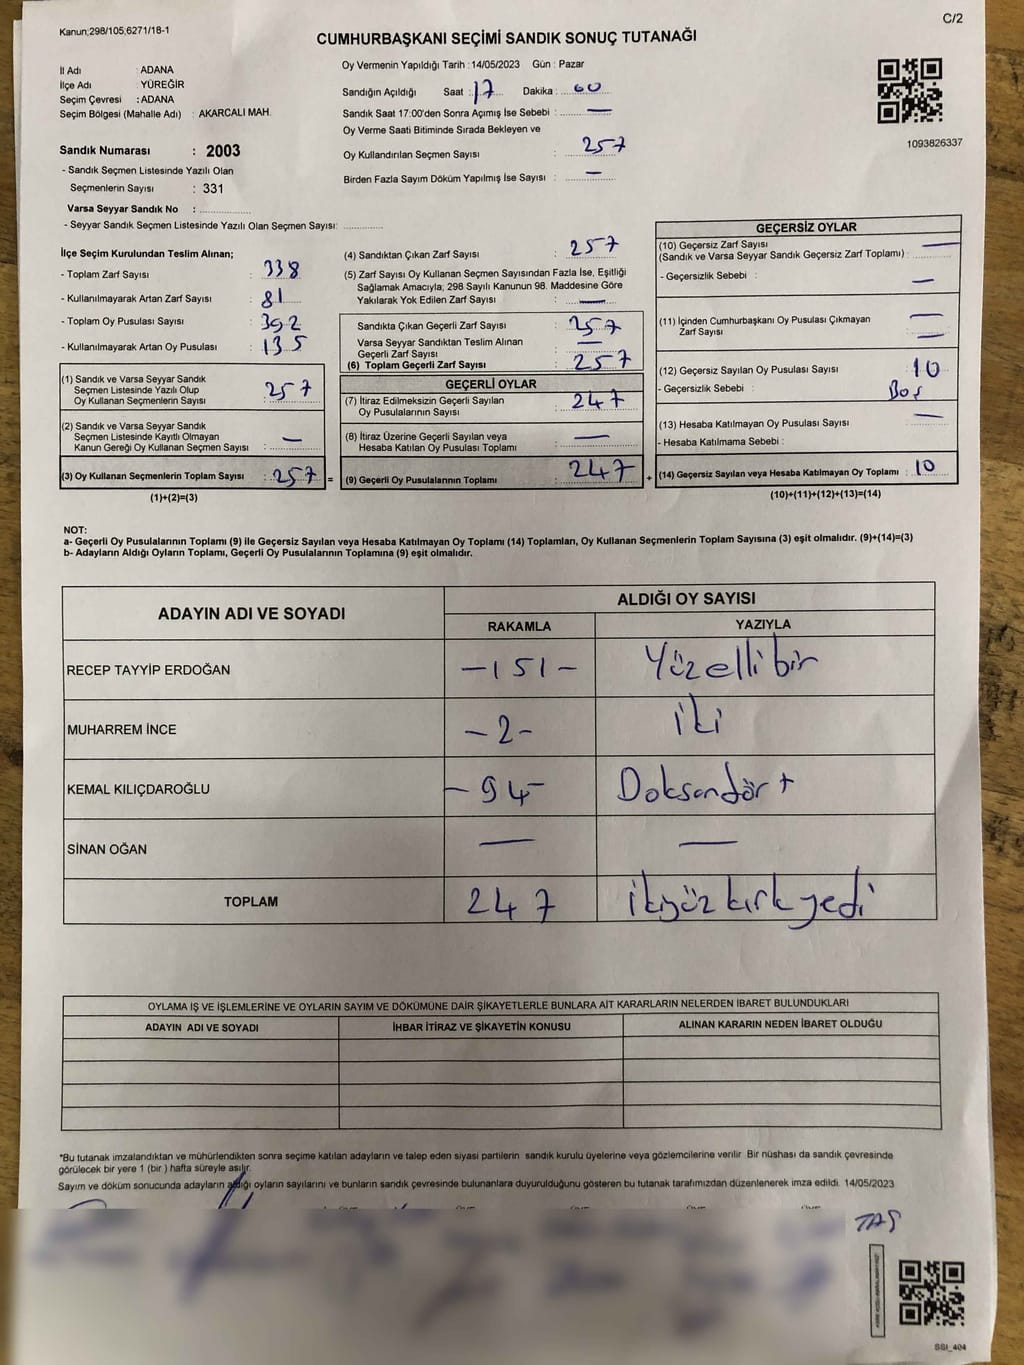 Kanun;298/105,6271/18-1
C/2
CUMHURBAŞKANI SEÇİMİ SANDIK SONUÇ TUTANAĞI
İl Adı : ADANA
İlçe Adı : YÜREĞİR
Seçim Çevresi : ADANA
Seçim Bölgesi (Mahalle Adı) : AKARCALI MAH.
Sandık Numarası : 2003
- Sandık Seçmen Listesinde Yazılı Olan
Seçmenlerin Sayısı : 331
Varsa Seyyar Sandık No :
- Seyyar Sandık Seçmen Listesinde Yazılı Olan Seçmen Sayısı:
Oy Vermenin Yapıldığı Tarih : 14/05/2023 Gün : Pazar
Sandığın Açıldığı Saat : 17 Dakika : 00
Sandık Saat 17:00'den Sonra Açımış İse Sebebi : —
Oy Verme Saati Bitiminde Sırada Bekleyen ve
Oy Kullandırılan Seçmen Sayısı : 257
Birden Fazla Sayım Döküm Yapılmış İse Sayısı : —
1093826337
İlçe Seçim Kurulundan Teslim Alınan;
- Toplam Zarf Sayısı : 338
- Kullanılmayarak Artan Zarf Sayısı : 81
- Toplam Oy Pusulası Sayısı : 392
- Kullanılmayarak Artan Oy Pusulası : 135
(1) Sandık ve Varsa Seyyar Sandık
Seçmen Listesinde Yazılı Olup
Oy Kullanan Seçmenlerin Sayısı : 257
(2) Sandık ve Varsa Seyyar Sandık
Seçmen Listesinde Kayıtlı Olmayan
Kanun Gereği Oy Kullanan Seçmen Sayısı : —
(3) Oy Kullanan Seçmenlerin Toplam Sayısı : 257 =
(1)+(2)=(3)
(4) Sandıktan Çıkan Zarf Sayısı : 257
(5) Zarf Sayısı Oy Kullanan Seçmen Sayısından Fazla İse, Eşitliği
Sağlamak Amacıyla; 298 Sayılı Kanunun 98. Maddesine Göre
Yakılarak Yok Edilen Zarf Sayısı : —
Sandıkta Çıkan Geçerli Zarf Sayısı : 257
Varsa Seyyar Sandıktan Teslim Alınan
Geçerli Zarf Sayısı : —
(6) Toplam Geçerli Zarf Sayısı : 257
GEÇERLİ OYLAR
(7) İtiraz Edilmeksizin Geçerli Sayılan
Oy Pusulalarının Sayısı : 247
(8) İtiraz Üzerine Geçerli Sayılan veya
Hesaba Katılan Oy Pusulası Toplamı : —
(9) Geçerli Oy Pusulalarının Toplamı : 247 +
GEÇERSİZ OYLAR
(10) Geçersiz Zarf Sayısı —
(Sandık ve Varsa Seyyar Sandık Geçersiz Zarf Toplamı) :
- Geçersizlik Sebebi : —
(11) İçinden Cumhurbaşkanı Oy Pusulası Çıkmayan —
Zarf Sayısı : —
(12) Geçersiz Sayılan Oy Pusulası Sayısı : 10
- Geçersizlik Sebebi : Boş
(13) Hesaba Katılmayan Oy Pusulası Sayısı : —
- Hesaba Katılmama Sebebi :
(14) Geçersiz Sayılan veya Hesaba Katılmayan Oy Toplamı : 10
(10)+(11)+(12)+(13)=(14)
NOT:
a- Geçerli Oy Pusulalarının Toplamı (9) ile Geçersiz Sayılan veya Hesaba Katılmayan Oy Toplamı (14) Toplamları, Oy Kullanan Seçmenlerin Toplam Sayısına (3) eşit olmalıdır. (9)+(14)=(3)
b- Adayların Aldığı Oyların Toplamı, Geçerli Oy Pusulalarının Toplamına (9) eşit olmalıdır.
ADAYIN ADI VE SOYADI
ALDIĞI OY SAYISI
RAKAMLA YAZIYLA
RECEP TAYYİP ERDOĞAN -151- Yüzellibir
MUHARREM İNCE -2- iki
KEMAL KILIÇDAROĞLU -94- Doksandört
SİNAN OĞAN — —
TOPLAM 247 ikiyüzkırkyedi
OYLAMA İŞ VE İŞLEMLERİNE VE OYLARIN SAYIM VE DÖKÜMÜNE DAİR ŞİKAYETLERLE BUNLARA AİT KARARLARIN NELERDEN İBARET BULUNDUKLARI
ADAYIN ADI VE SOYADI İHBAR İTİRAZ VE ŞİKAYETİN KONUSU ALINAN KARARIN NEDEN İBARET OLDUĞU
*Bu tutanak imzalandıktan ve mühürlendikten sonra seçime katılan adayların ve talep eden siyasi partilerin sandık kurulu üyelerine veya gözlemcilerine verilir. Bir nüshası da sandık çevresinde
görülecek bir yere 1 (bir ) hafta süreyle asılır.
Sayım ve döküm sonucunda adayların aldığı oyların sayılarını ve bunların sandık çevresinde bulunanlara duyurulduğunu gösteren bu tutanak tarafımızdan düzenlenerek imza edildi. 14/05/2023
SSI_404